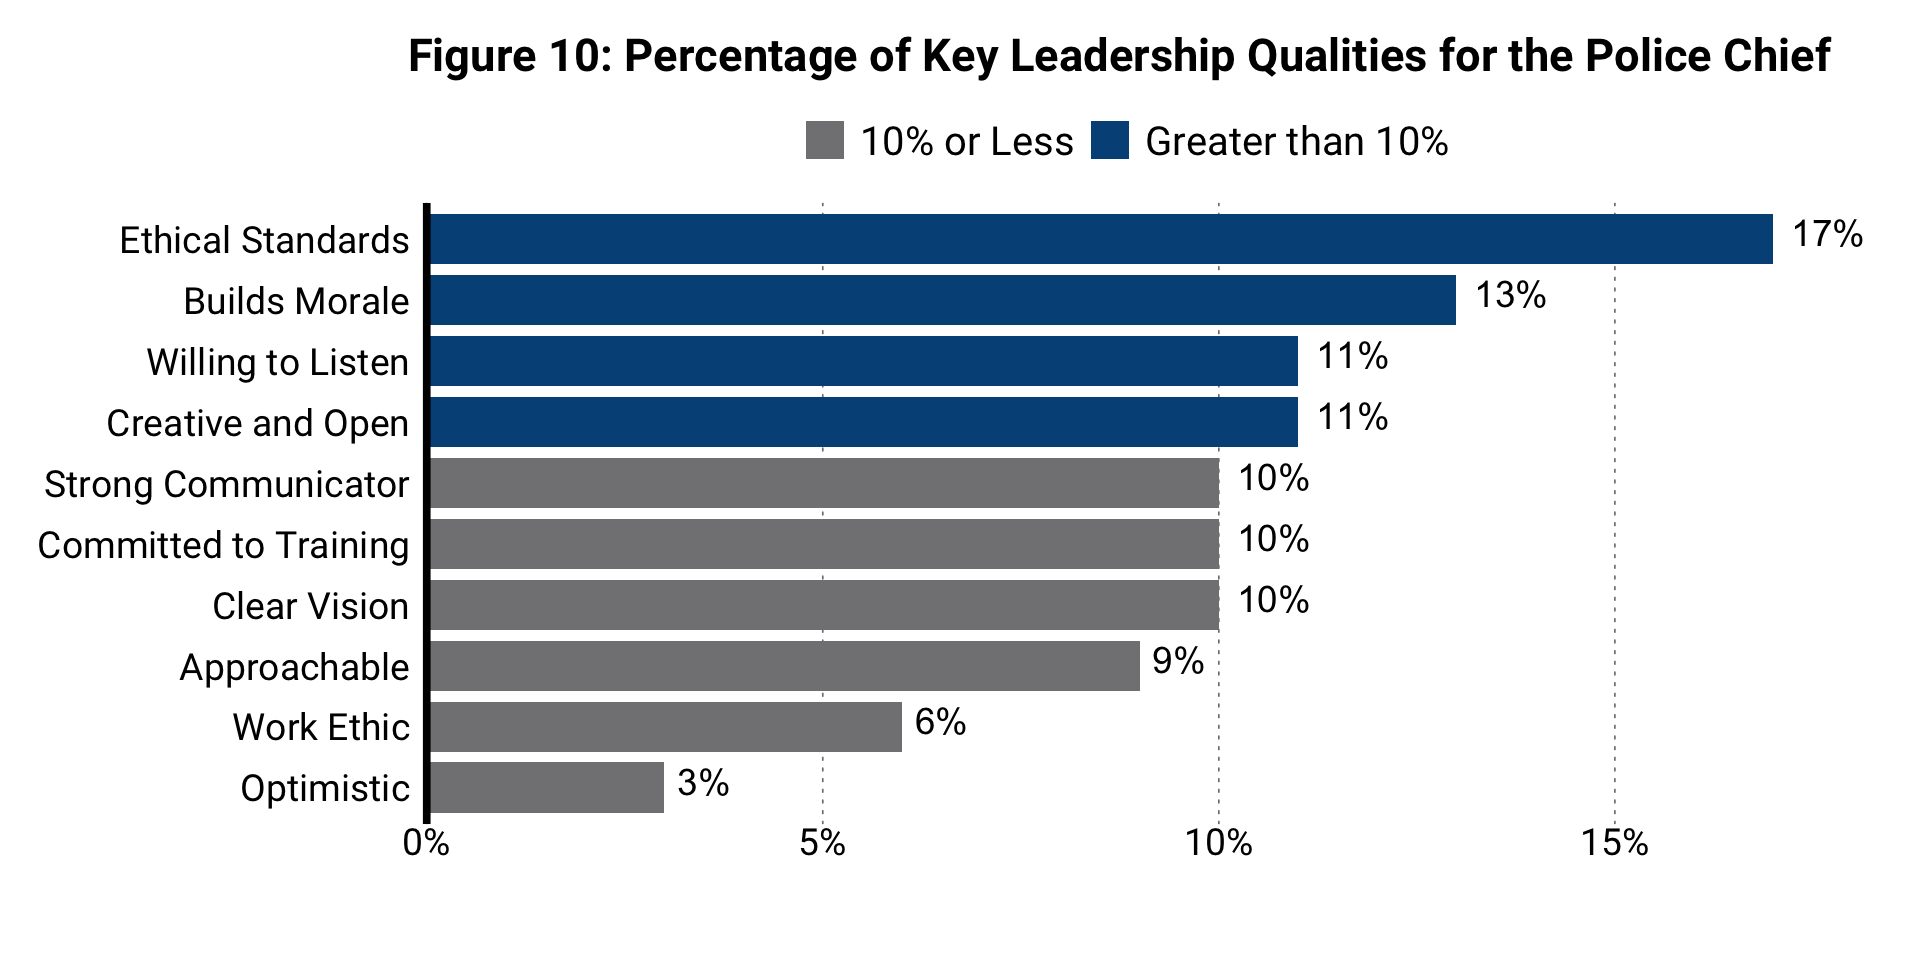 Figure 10: Percentage of Key Leadership Qualities for the Police Chief
10% or Less Greater than 10%
Ethical Standards 17%
Builds Morale 13%
Willing to Listen 11%
Creative and Open 11%
Strong Communicator 10%
Committed to Training 10%
Clear Vision 10%
Approachable 9%
Work Ethic 6%
Optimistic 3%
0% 5% 10% 15%